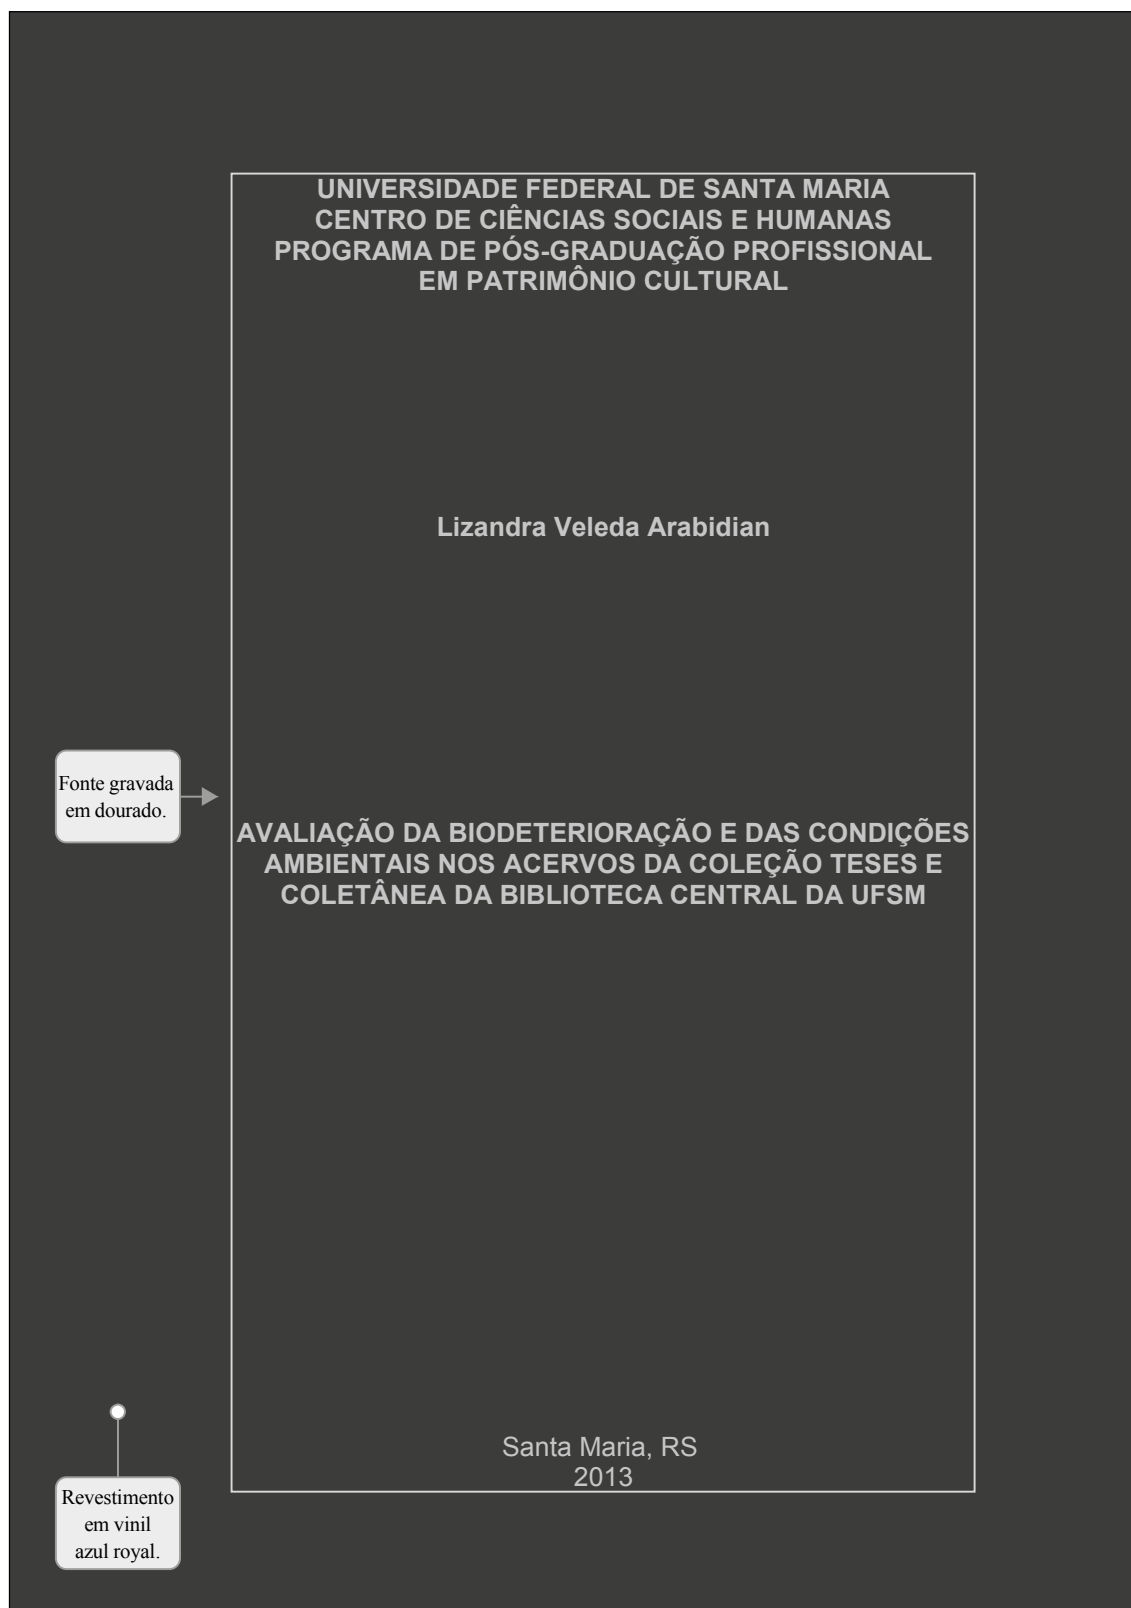 UNIVERSIDADE FEDERAL DE SANTA MARIA
CENTRO DE CIÊNCIAS SOCIAIS E HUMANAS
PROGRAMA DE PÓS-GRADUAÇÃO PROFISSIONAL
EM PATRIMÔNIO CULTURAL
Lizandra Veleda Arabidian
Fonte gravada
em dourado.
AVALIAÇÃO DA BIODETERIORAÇÃO E DAS CONDIÇÕES
AMBIENTAIS NOS ACERVOS DA COLEÇÃO TESES E
COLETÂNEA DA BIBLIOTECA CENTRAL DA UFSM
Santa Maria, RS
2013
Revestimento
em vinil
azul royal.